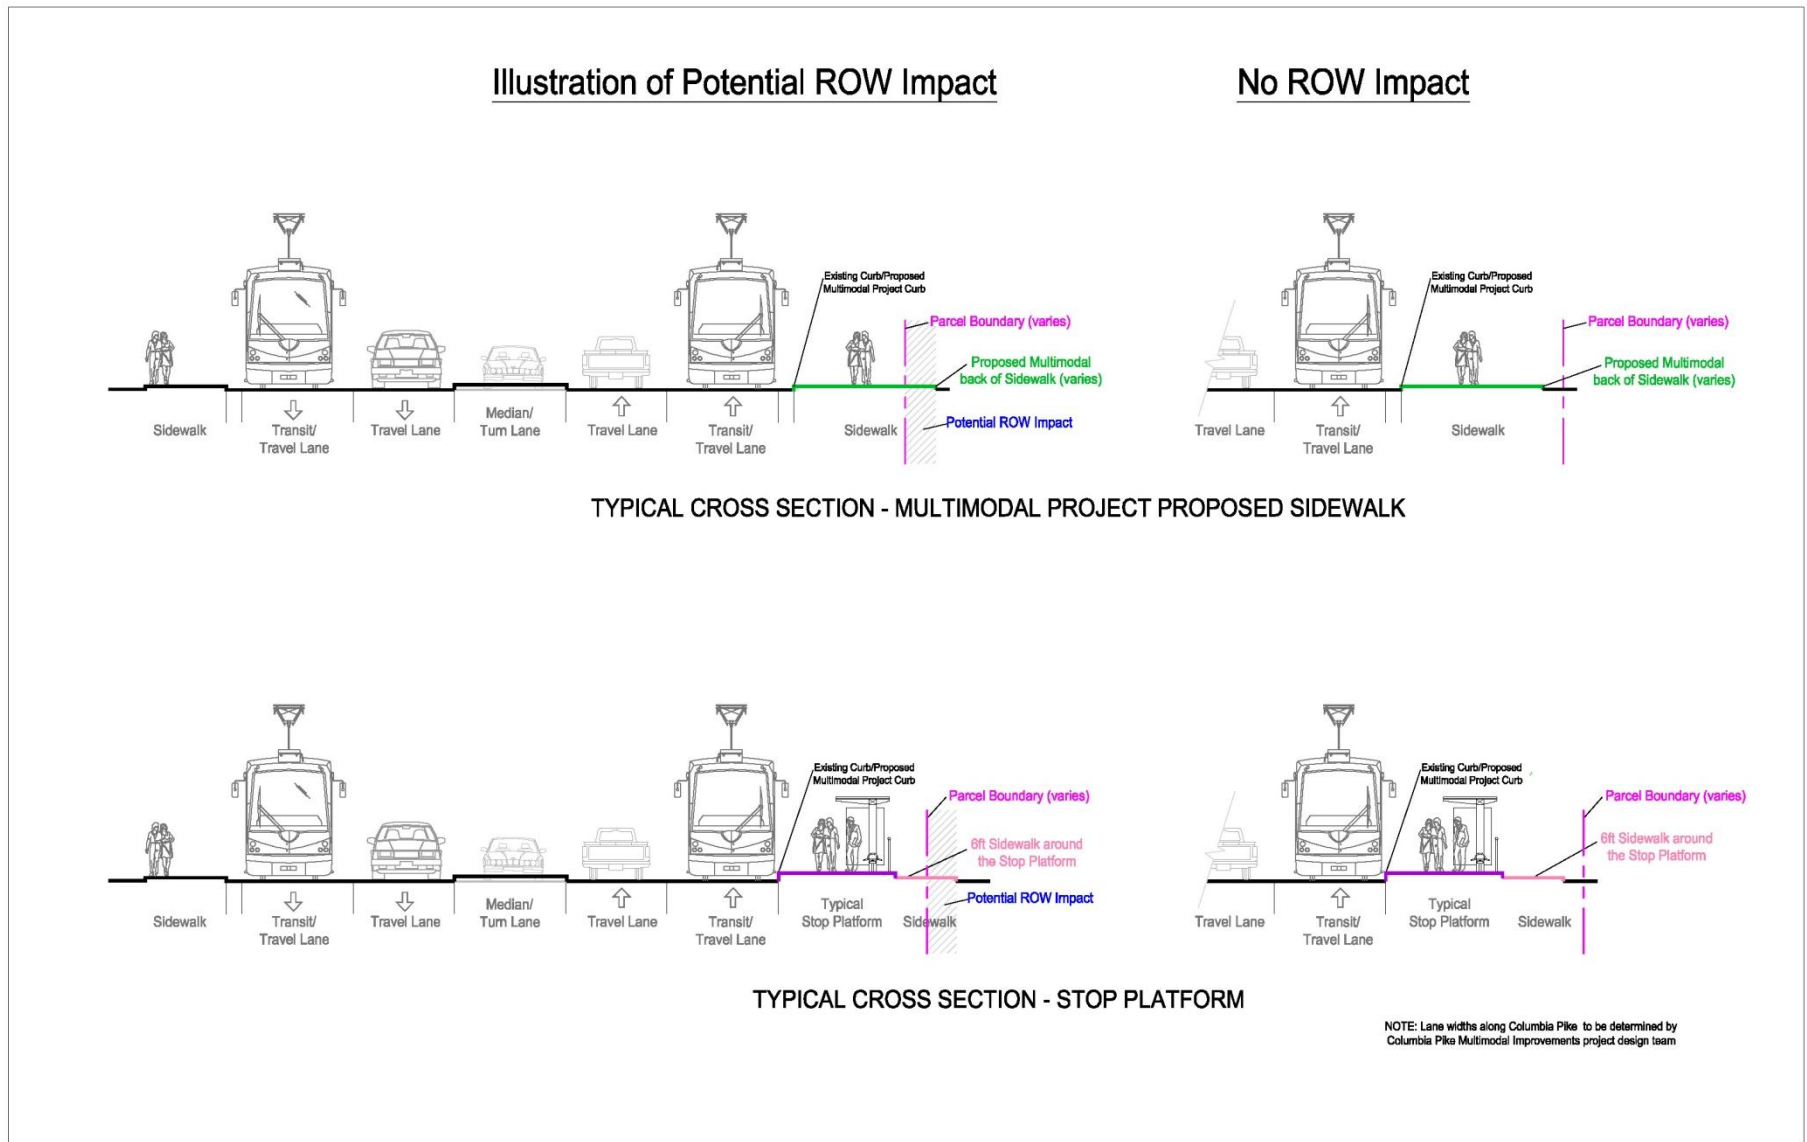 Illustration of Potential ROW Impact
No ROW Impact
Existing Curb/Proposed
Multimodal Project Curb
Parcel Boundary (varies)
Proposed Multimodal
back of Sidewalk (varies)
Potential ROW Impact
Sidewalk
Transit/
Travel Lane
Travel Lane
Median/
Turn Lane
Travel Lane
Transit/
Travel Lane
Sidewalk
Existing Curb/Proposed
Multimodal Project Curb
Parcel Boundary (varies)
Proposed Multimodal
back of Sidewalk (varies)
Travel Lane
Transit/
Travel Lane
Sidewalk
TYPICAL CROSS SECTION - MULTIMODAL PROJECT PROPOSED SIDEWALK
Existing Curb/Proposed
Multimodal Project Curb
Parcel Boundary (varies)
6ft Sidewalk around
the Stop Platform
Potential ROW Impact
Sidewalk
Transit/
Travel Lane
Travel Lane
Median/
Turn Lane
Travel Lane
Transit/
Travel Lane
Typical
Stop Platform
Sidewalk
Existing Curb/Proposed
Multimodal Project Curb
Parcel Boundary (varies)
6ft Sidewalk around
the Stop Platform
Travel Lane
Transit/
Travel Lane
Typical
Stop Platform
Sidewalk
TYPICAL CROSS SECTION - STOP PLATFORM
NOTE: Lane widths along Columbia Pike to be determined by
Columbia Pike Multimodal Improvements project design team